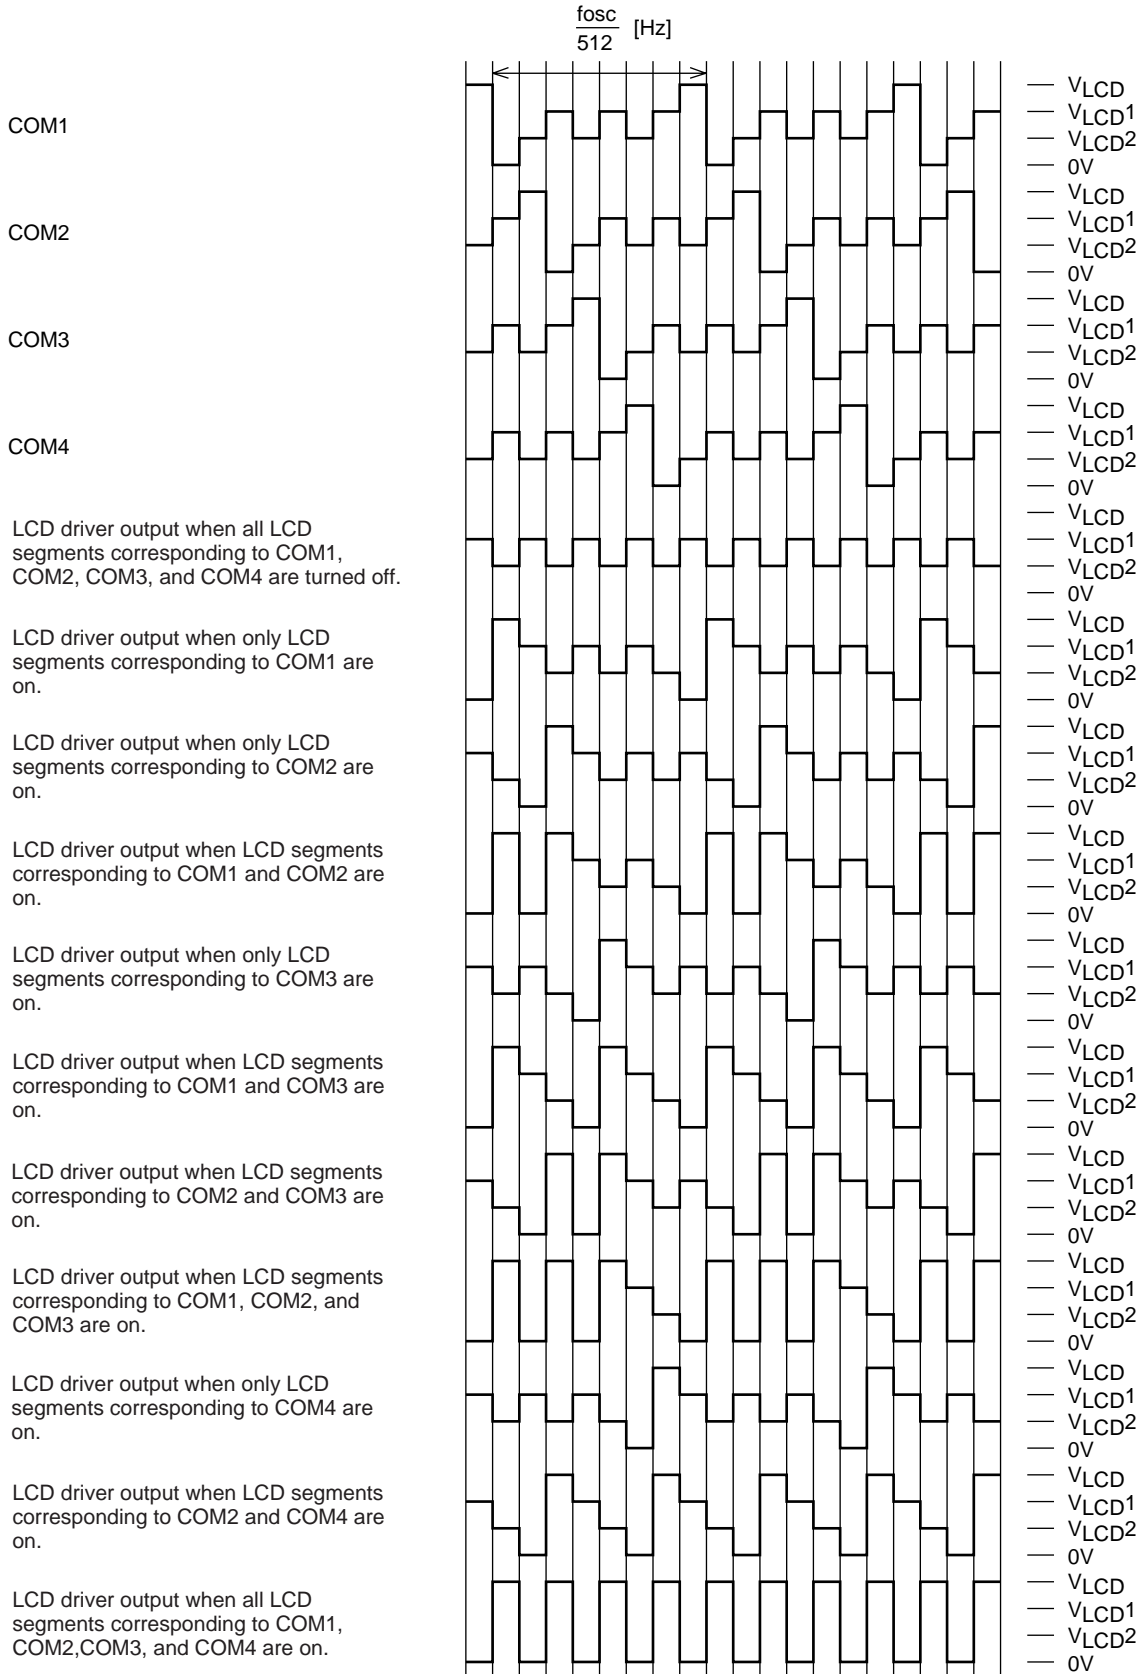 fosc
512
[Hz]
COM1
VLCD
VLCD1
VLCD2
0V
COM2
VLCD
VLCD1
VLCD2
0V
COM3
VLCD
VLCD1
VLCD2
0V
COM4
VLCD
VLCD1
VLCD2
0V
LCD driver output when all LCD
segments corresponding to COM1,
COM2, COM3, and COM4 are turned off.
VLCD
VLCD1
VLCD2
0V
LCD driver output when only LCD
segments corresponding to COM1 are
on.
VLCD
VLCD1
VLCD2
0V
LCD driver output when only LCD
segments corresponding to COM2 are
on.
VLCD
VLCD1
VLCD2
0V
LCD driver output when LCD segments
corresponding to COM1 and COM2 are
on.
VLCD
VLCD1
VLCD2
0V
LCD driver output when only LCD
segments corresponding to COM3 are
on.
VLCD
VLCD1
VLCD2
0V
LCD driver output when LCD segments
corresponding to COM1 and COM3 are
on.
VLCD
VLCD1
VLCD2
0V
LCD driver output when LCD segments
corresponding to COM2 and COM3 are
on.
VLCD
VLCD1
VLCD2
0V
LCD driver output when LCD segments
corresponding to COM1, COM2, and
COM3 are on.
VLCD
VLCD1
VLCD2
0V
LCD driver output when only LCD
segments corresponding to COM4 are
on.
VLCD
VLCD1
VLCD2
0V
LCD driver output when LCD segments
corresponding to COM2 and COM4 are
on.
VLCD
VLCD1
VLCD2
0V
LCD driver output when all LCD
segments corresponding to COM1,
COM2,COM3, and COM4 are on.
VLCD
VLCD1
VLCD2
0V